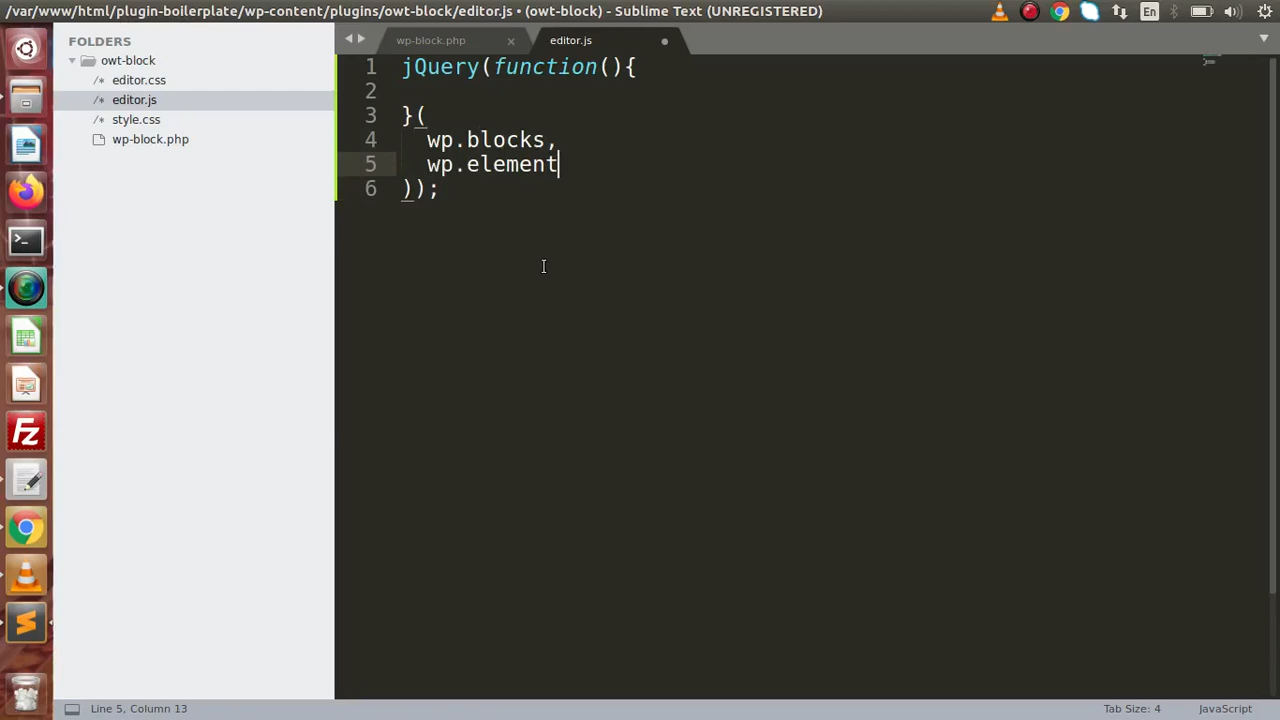 /var/www/html/plugin-boilerplate/wp-content/plugins/owt-block/editor.js • (owt-block) - Sublime Text (UNREGISTERED)
En
FOLDERS
owt-block
/* editor.css
/* editor.js
/* style.css
wp-block.php
wp-block.php ×
editor.js
1 jQuery(function(){
2
3 }(
4 wp.blocks,
5 wp.element
6 ));
Fz
Line 5, Column 13
Tab Size: 4
JavaScript